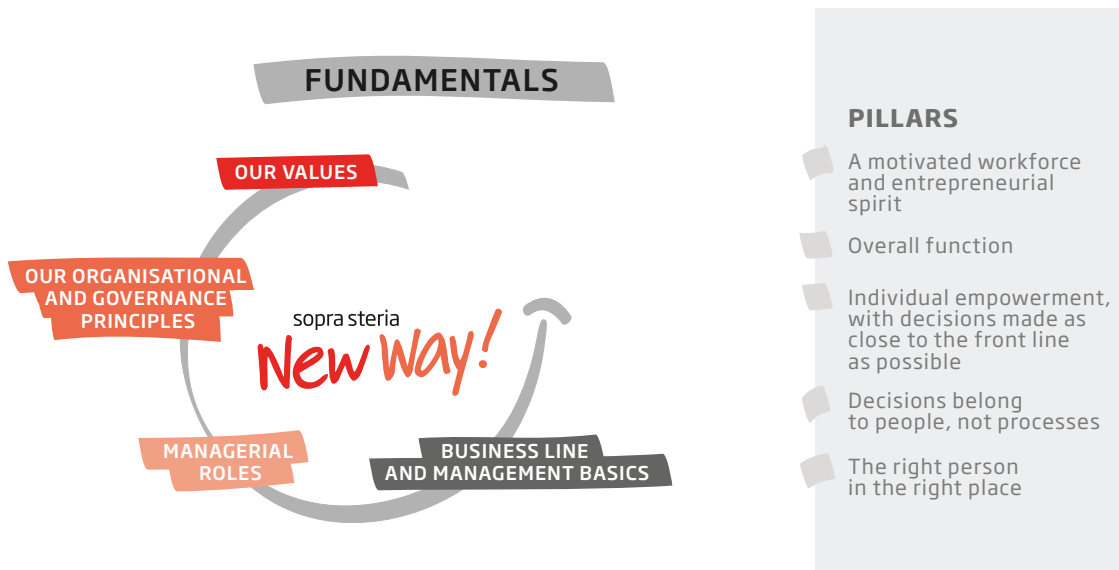 FUNDAMENTALS
OUR VALUES
OUR ORGANISATIONAL
AND GOVERNANCE
PRINCIPLES
sopra steria
New Way!
MANAGERIAL
ROLES
BUSINESS LINE
AND MANAGEMENT BASICS
PILLARS
A motivated workforce
and entrepreneurial
spirit
Overall function
Individual empowerment,
with decisions made as
close to the front line
as possible
Decisions belong
to people, not processes
The right person
in the right place